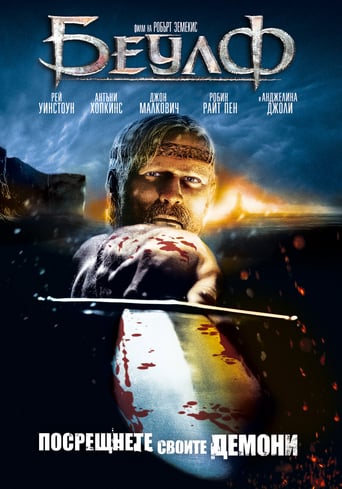 ФИЛМ НА РОБЪРТ ЗЕМЕКИС
БЕУЛФ
РЕЙ АНТЪНИ ДЖОН РОБИН И АНДЖЕЛИНА
УИНСТОУН ХОПКИНС МАЛКОВИЧ РАЙТ ПЕН ДЖОЛИ
ПОСРЕЩНЕТЕ СВОИТЕ ДЕМОНИ